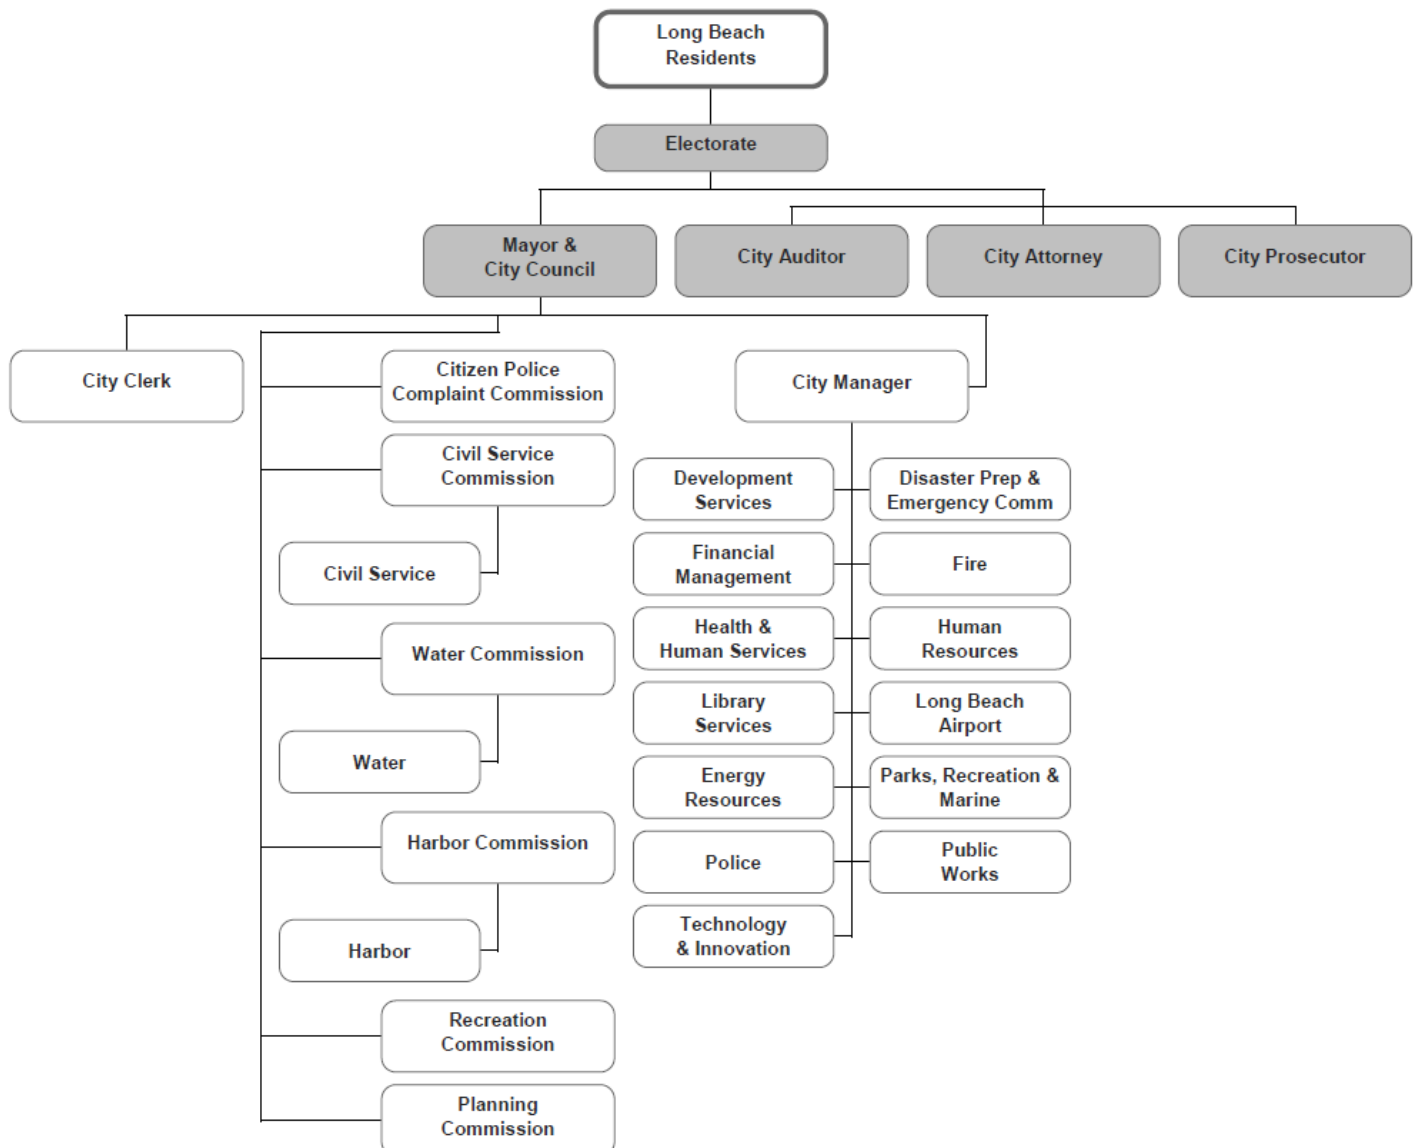 Long Beach
Residents
Electorate
Mayor &
City Council
City Auditor
City Attorney
City Prosecutor
City Clerk
Citizen Police
Complaint Commission
City Manager
Civil Service
Commission
Civil Service
Water Commission
Water
Harbor Commission
Harbor
Recreation
Commission
Planning
Commission
Development
Services
Disaster Prep &
Emergency Comm
Financial
Management
Fire
Health &
Human Services
Human
Resources
Library
Services
Long Beach
Airport
Energy
Resources
Parks, Recreation &
Marine
Police
Public
Works
Technology
& Innovation